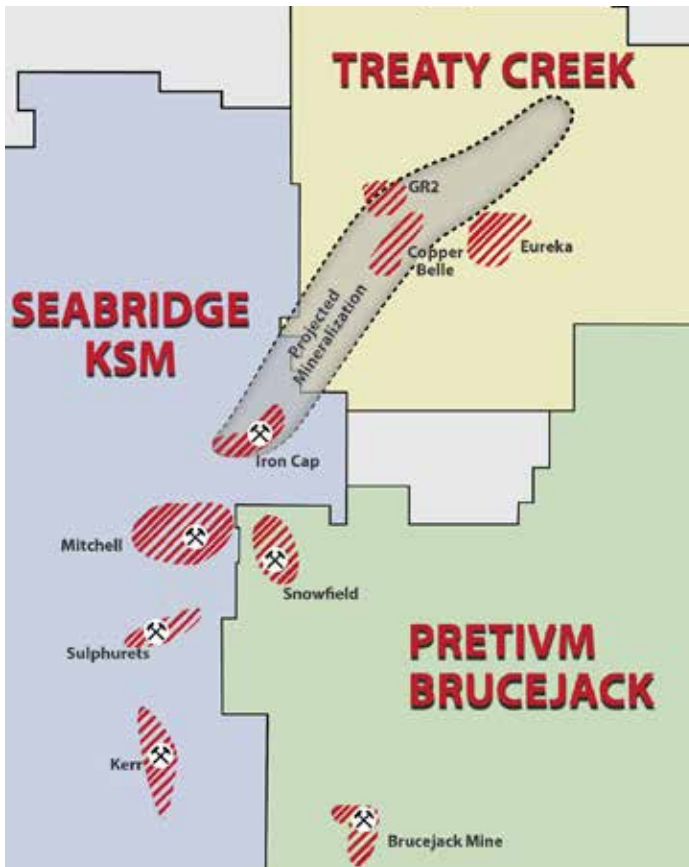 TREATY CREEK
GR2
Copper
Belle
Eureka
SEABRIDGE
KSM
Projected
Mineralization
Iron Cap
Mitchell
Snowfield
Sulphurets
PRETIVM
BRUCEJACK
Kerr
Brucejack Mine